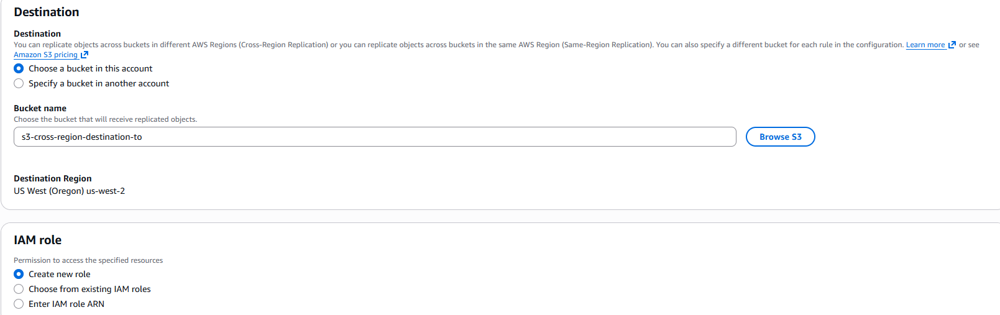 Destination
Destination
You can replicate objects across buckets in different AWS Regions (Cross-Region Replication) or you can replicate objects across buckets in the same AWS Region (Same-Region Replication). You can also specify a different bucket for each rule in the configuration. Learn more or see
Amazon S3 pricing
Choose a bucket in this account
Specify a bucket in another account
Bucket name
Choose the bucket that will receive replicated objects.
s3-cross-region-destination-to
Browse S3
Destination Region
US West (Oregon) us-west-2
IAM role
Permission to access the specified resources
Create new role
Choose from existing IAM roles
Enter IAM role ARN